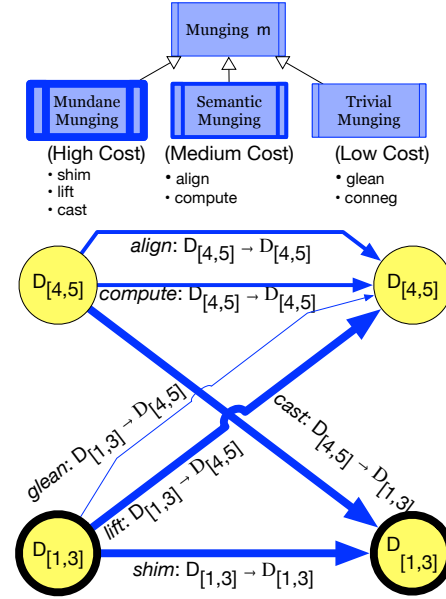 Munging m
Mundane
Munging
Semantic
Munging
Trivial
Munging
(High Cost)
(Medium Cost)
(Low Cost)
• shim
• lift
• cast
• align
• compute
• glean
• conneg
align: D[4,5] → D[4,5]
D[4,5]
D[4,5]
compute: D[4,5] → D[4,5]
glean: D[1,3] → D[4,5]
lift: D[1,3] → D[4,5]
cast: D[4,5] → D[1,3]
D[1,3]
D[1,3]
shim: D[1,3] → D[1,3]